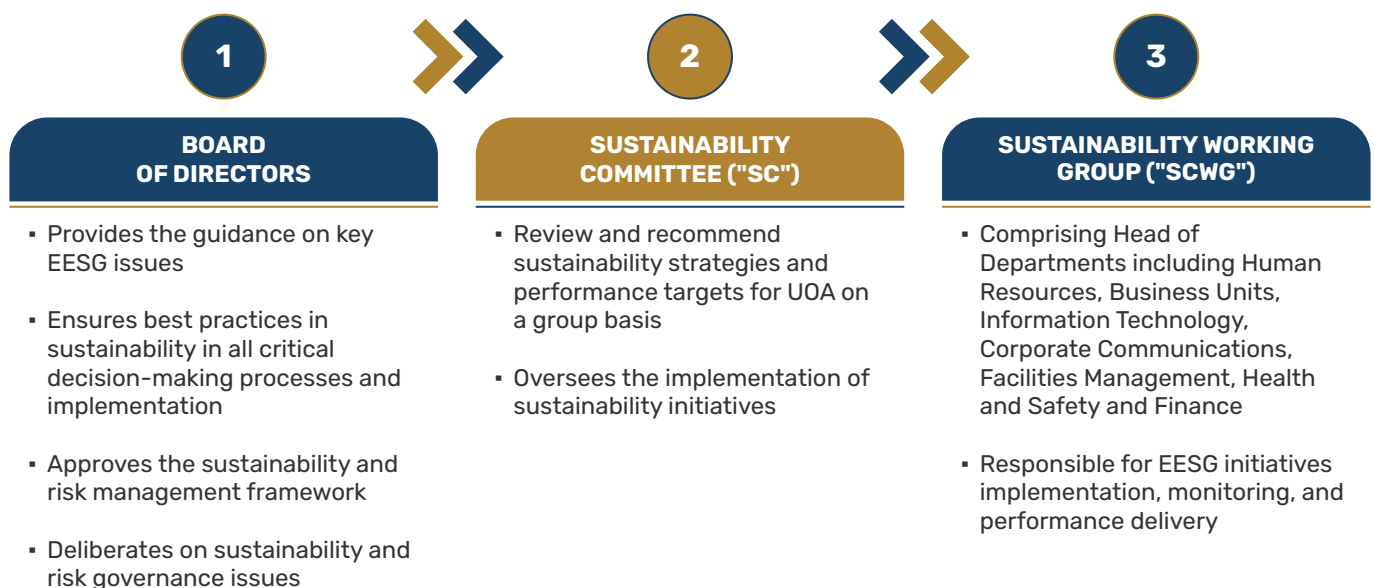 1
BOARD
OF DIRECTORS
▪ Provides the guidance on key
EESG issues
▪ Ensures best practices in
sustainability in all critical
decision-making processes and
implementation
▪ Approves the sustainability and
risk management framework
▪ Deliberates on sustainability and
risk governance issues
2
SUSTAINABILITY
COMMITTEE ("SC")
▪ Review and recommend
sustainability strategies and
performance targets for UOA on
a group basis
▪ Oversees the implementation of
sustainability initiatives
3
SUSTAINABILITY WORKING
GROUP ("SCWG")
▪ Comprising Head of
Departments including Human
Resources, Business Units,
Information Technology,
Corporate Communications,
Facilities Management, Health
and Safety and Finance
▪ Responsible for EESG initiatives
implementation, monitoring, and
performance delivery